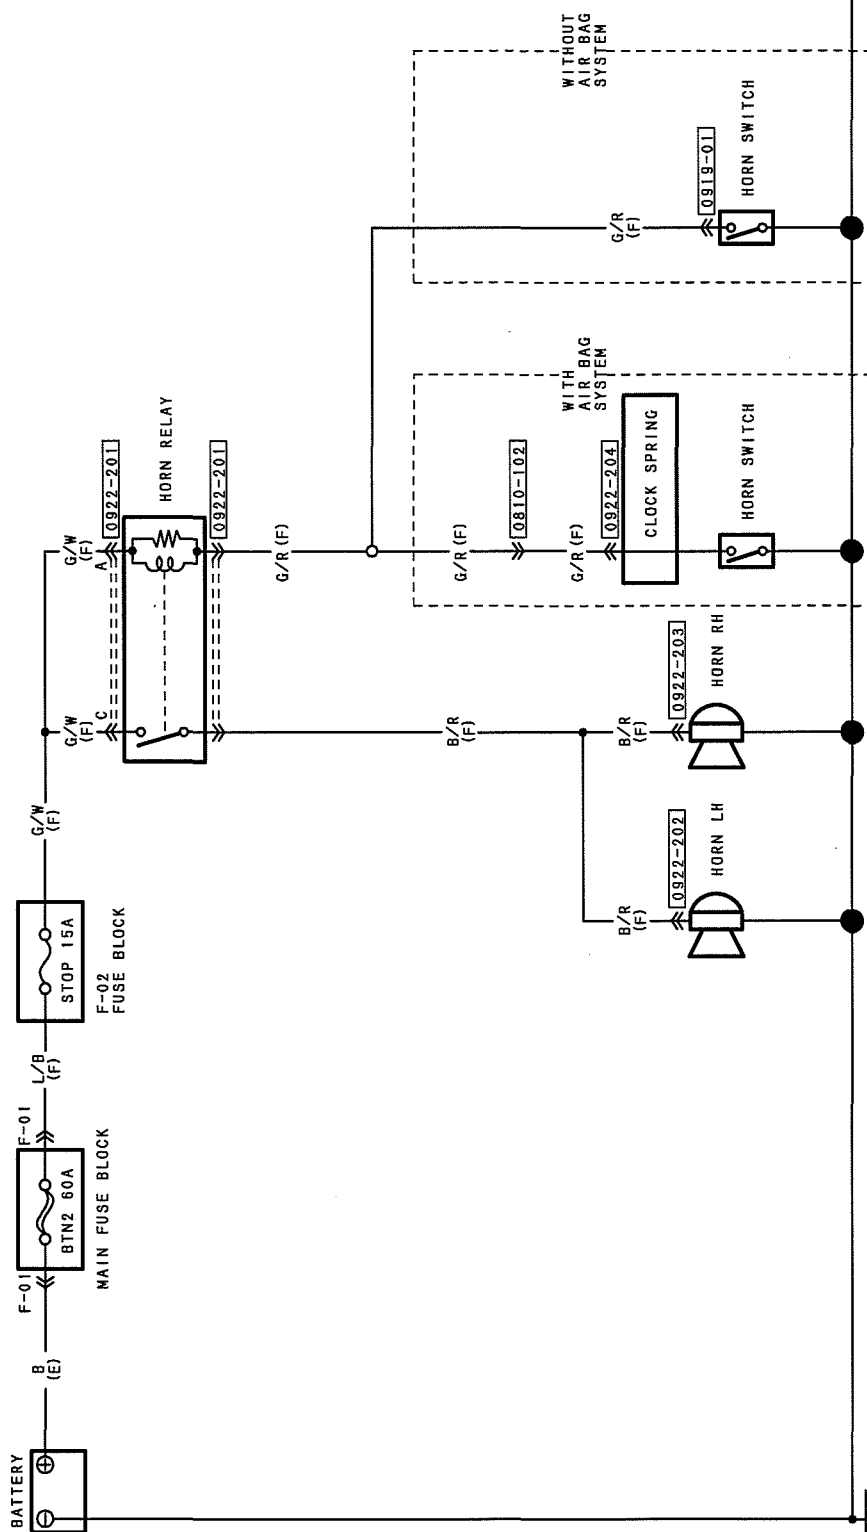 BATTERY
B
(E)
F-01
BTN2 60A
MAIN FUSE BLOCK
F-01
L/B
(F)
STOP 15A
F-02
FUSE BLOCK
G/W
(F)
G/W
(F)
C
G/W
(F)
A
0922-201
HORN RELAY
0922-201
B/R
(F)
G/R (F)
B/R
(F)
0922-202
HORN LH
B/R
(F)
0922-203
HORN RH
WITH
AIR BAG
SYSTEM
G/R (F)
0810-102
G/R (F)
0922-204
CLOCK SPRING
HORN SWITCH
WITHOUT
AIR BAG
SYSTEM
G/R
(F)
0919-01
HORN SWITCH